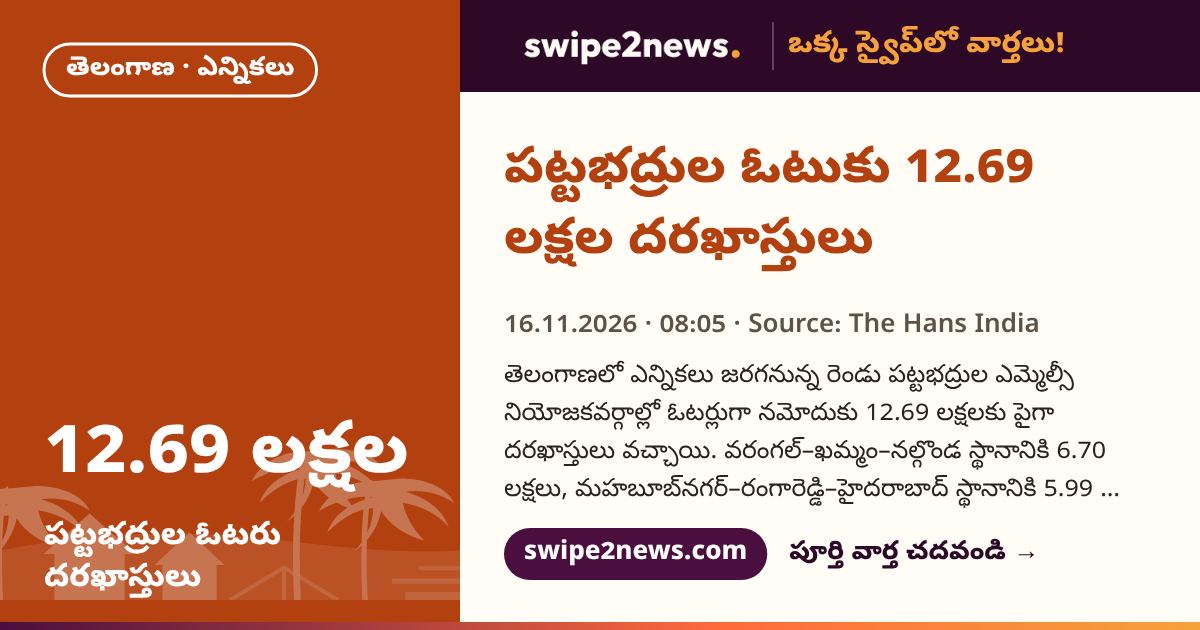 తెలంగాణ · ఎన్నికలు
12.69 లక్షల
పట్టభద్రుల ఓటరు
దరఖాస్తులు
swipe2news.
ఒక్క స్వైప్‌లో వార్తలు!
పట్టభద్రుల ఓటుకు 12.69
లక్షల దరఖాస్తులు
16.11.2026 · 08:05 · Source: The Hans India
తెలంగాణలో ఎన్నికలు జరగనున్న రెండు పట్టభద్రుల ఎమ్మెల్సీ
నియోజకవర్గాల్లో ఓటర్లుగా నమోదుకు 12.69 లక్షలకు పైగా
దరఖాస్తులు వచ్చాయి. వరంగల్–ఖమ్మం–నల్గొండ స్థానానికి 6.70
లక్షలు, మహబూబ్‌నగర్–రంగారెడ్డి–హైదరాబాద్ స్థానానికి 5.99 ...
swipe2news.com
పూర్తి వార్త చదవండి →